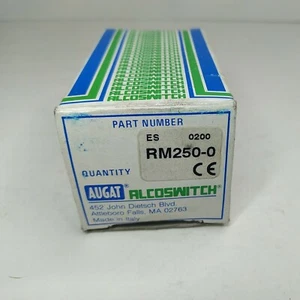 PART NUMBER
ES 0200
RM250-0
CE
QUANTITY
AUGAT ALCOSWITCH®
452 John Dietsch Blvd.
Attleboro Falls, MA 02763
Made in Italy